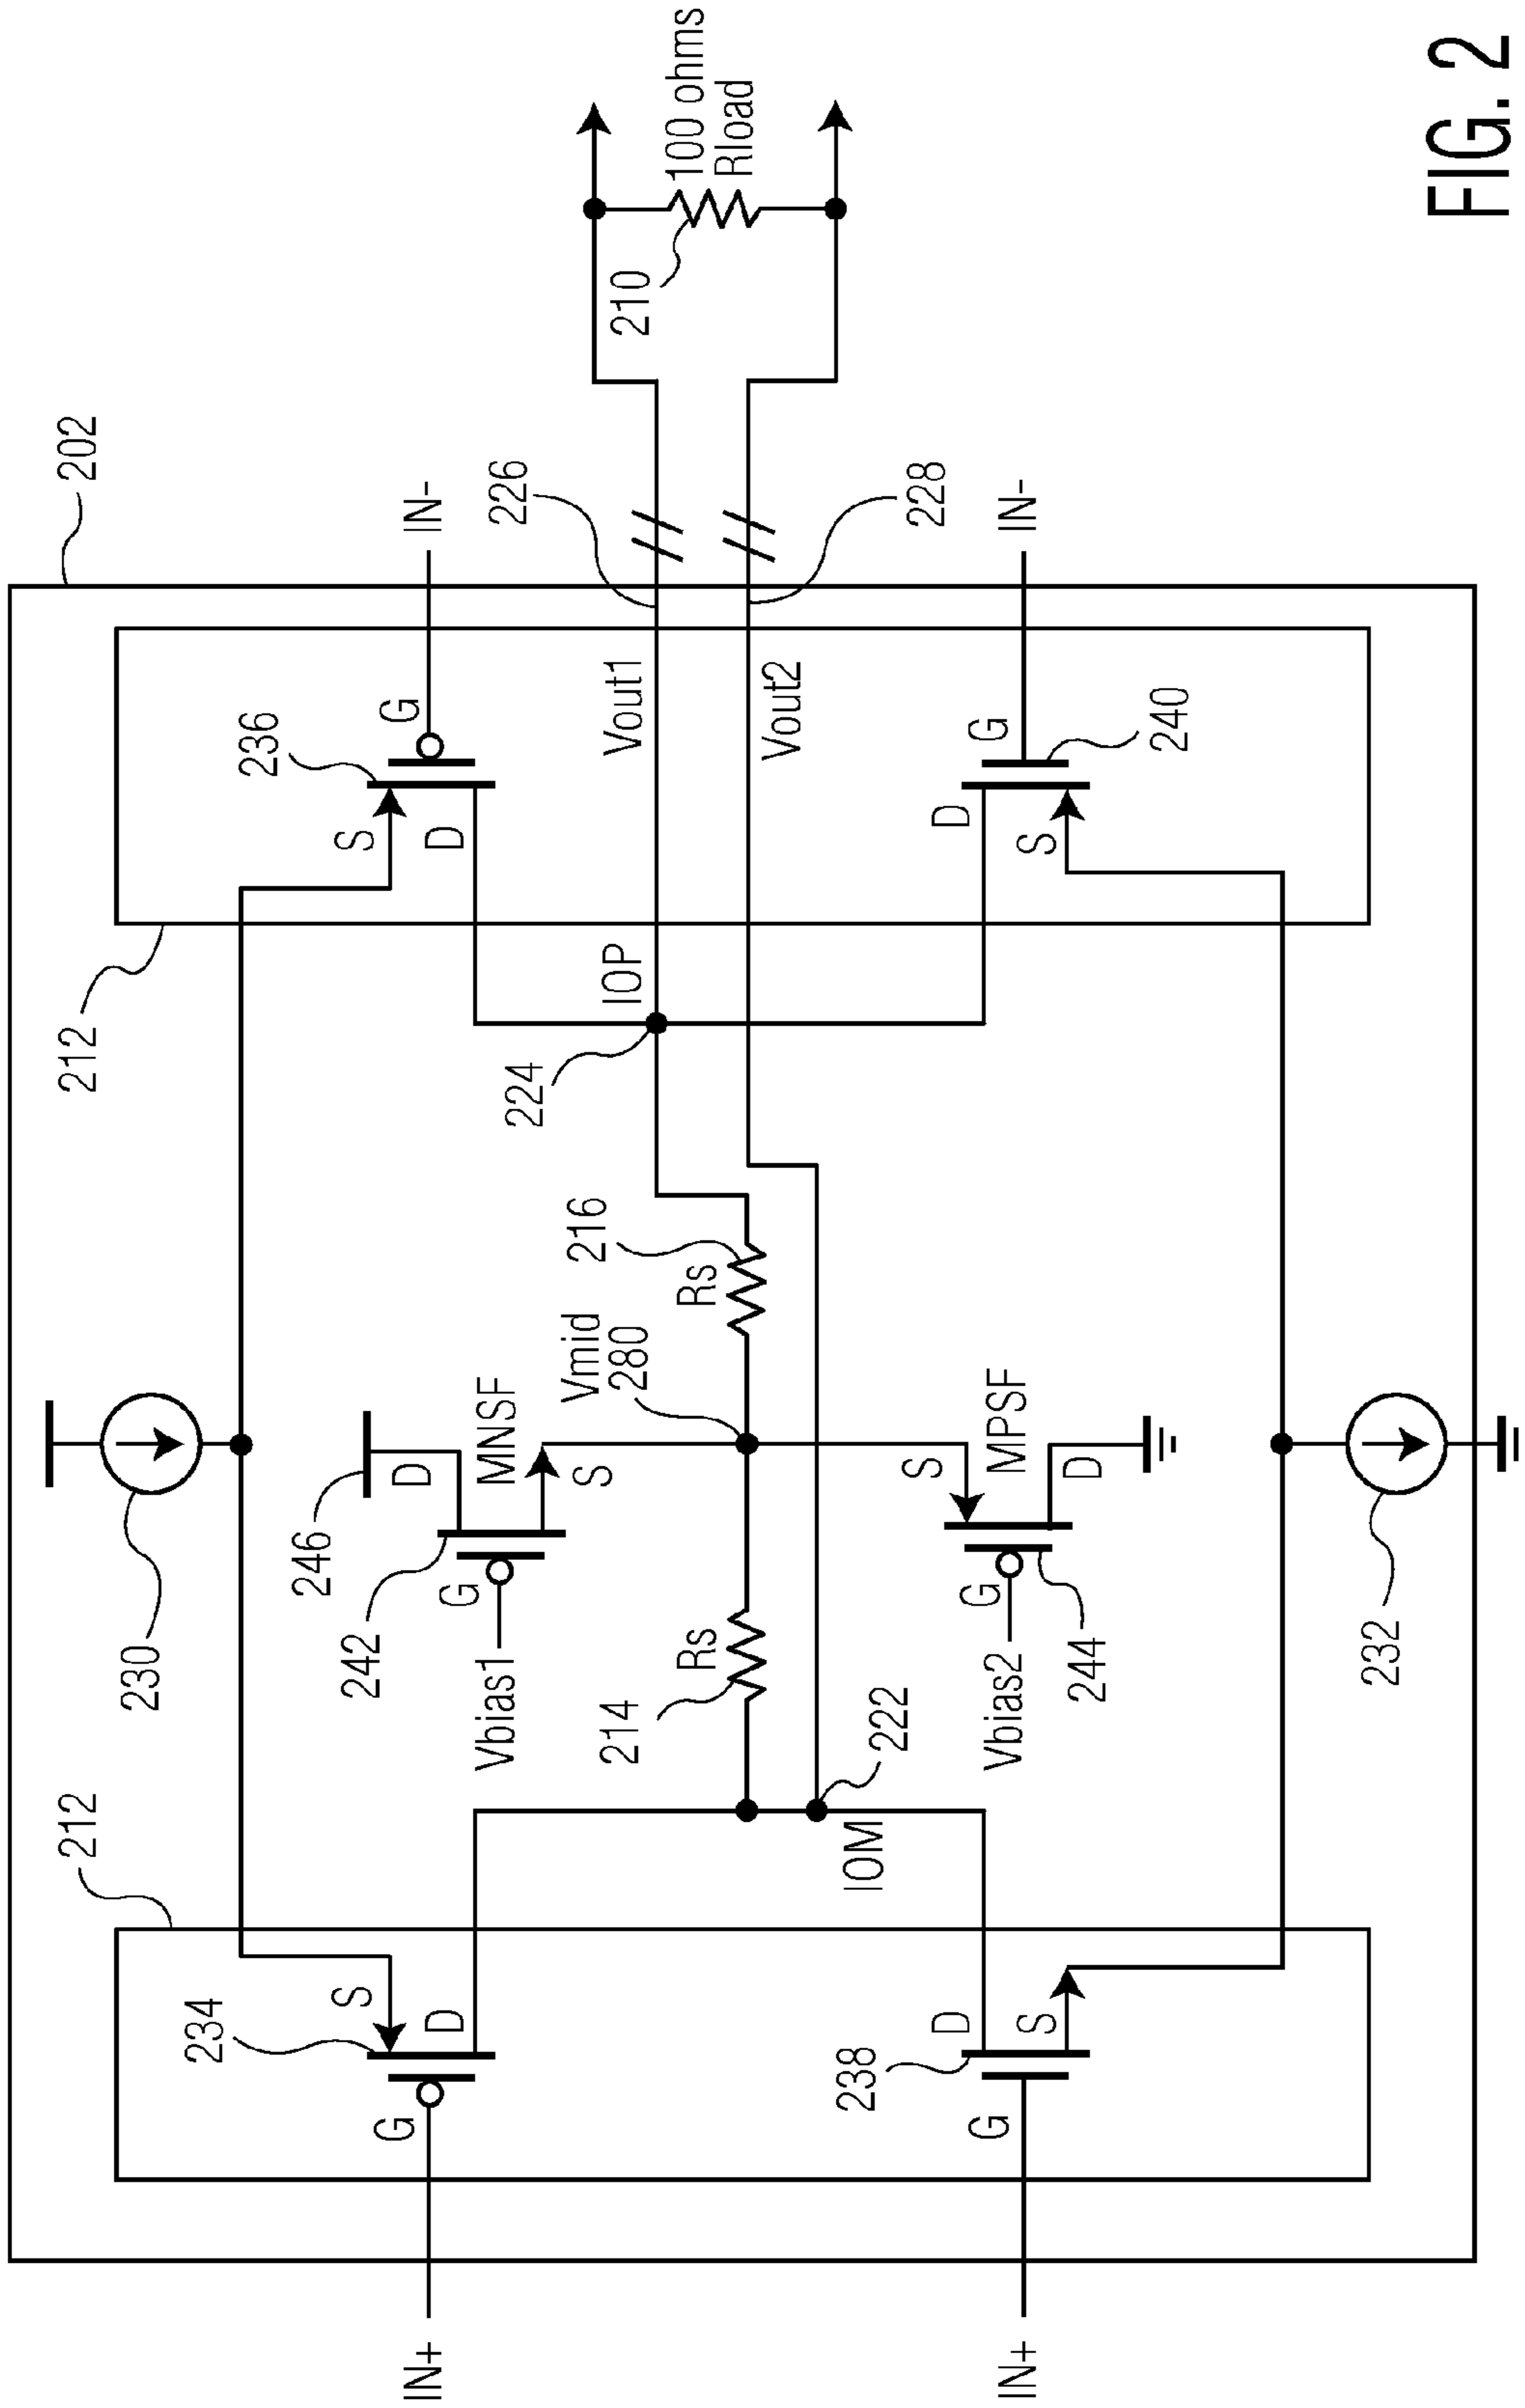 202
212
212
230
IN+
G
234
S
D
246
D
242
G
MNSF
S
Vbias1
236
S
D
G
IN-
Vmid
280
214
Rs
216
Rs
224
IOP
Vout1
226
210
100 ohms
Rload
222
IOM
Vout2
228
238
D
S
G
IN+
S
MPSF
G
D
Vbias2
244
D
S
G
240
IN-
232
FIG. 2